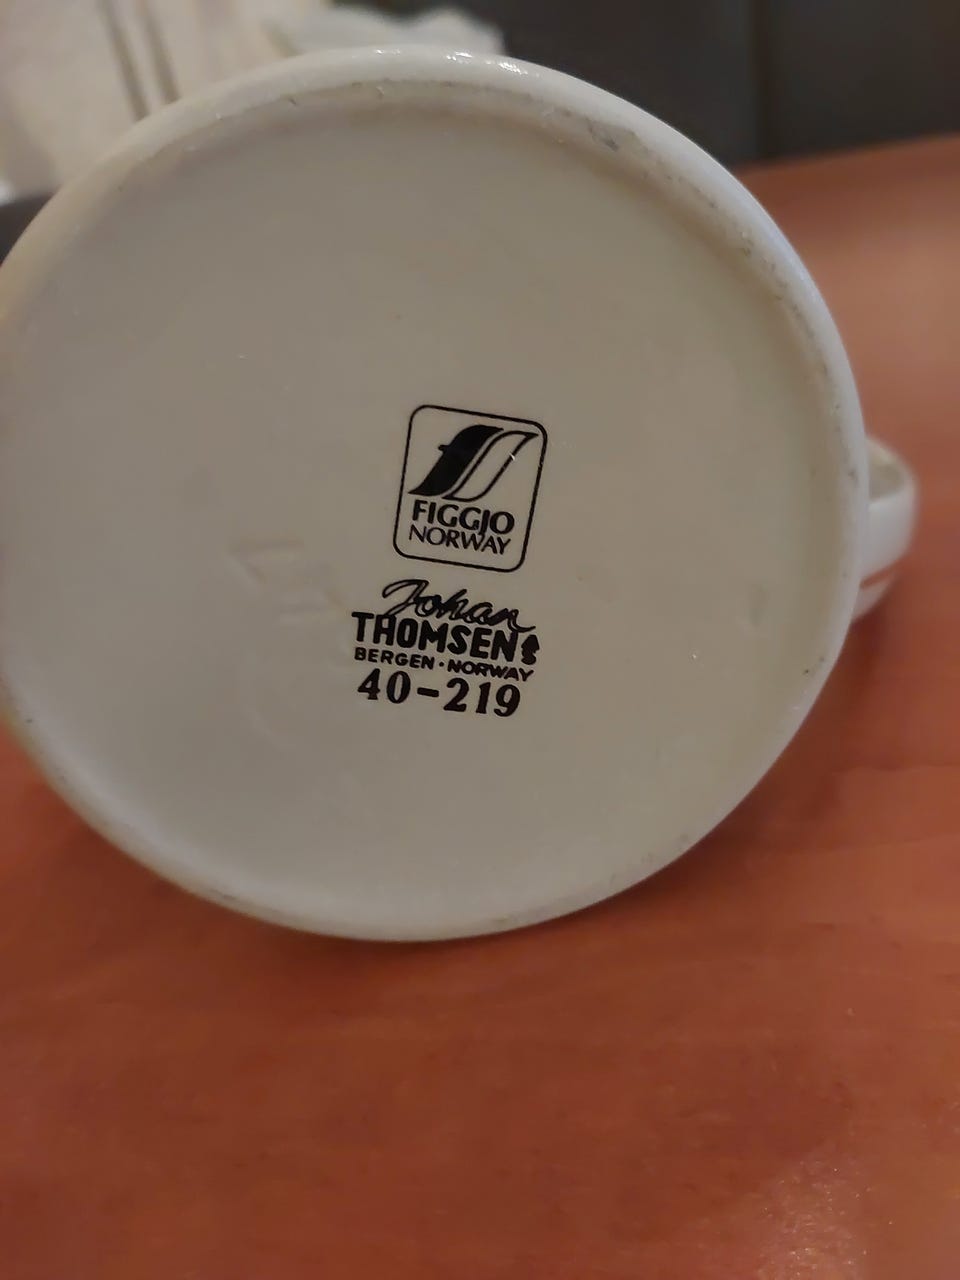 FIGGJO
NORWAY
Johan
THOMSEN
BERGEN · NORWAY
40-219